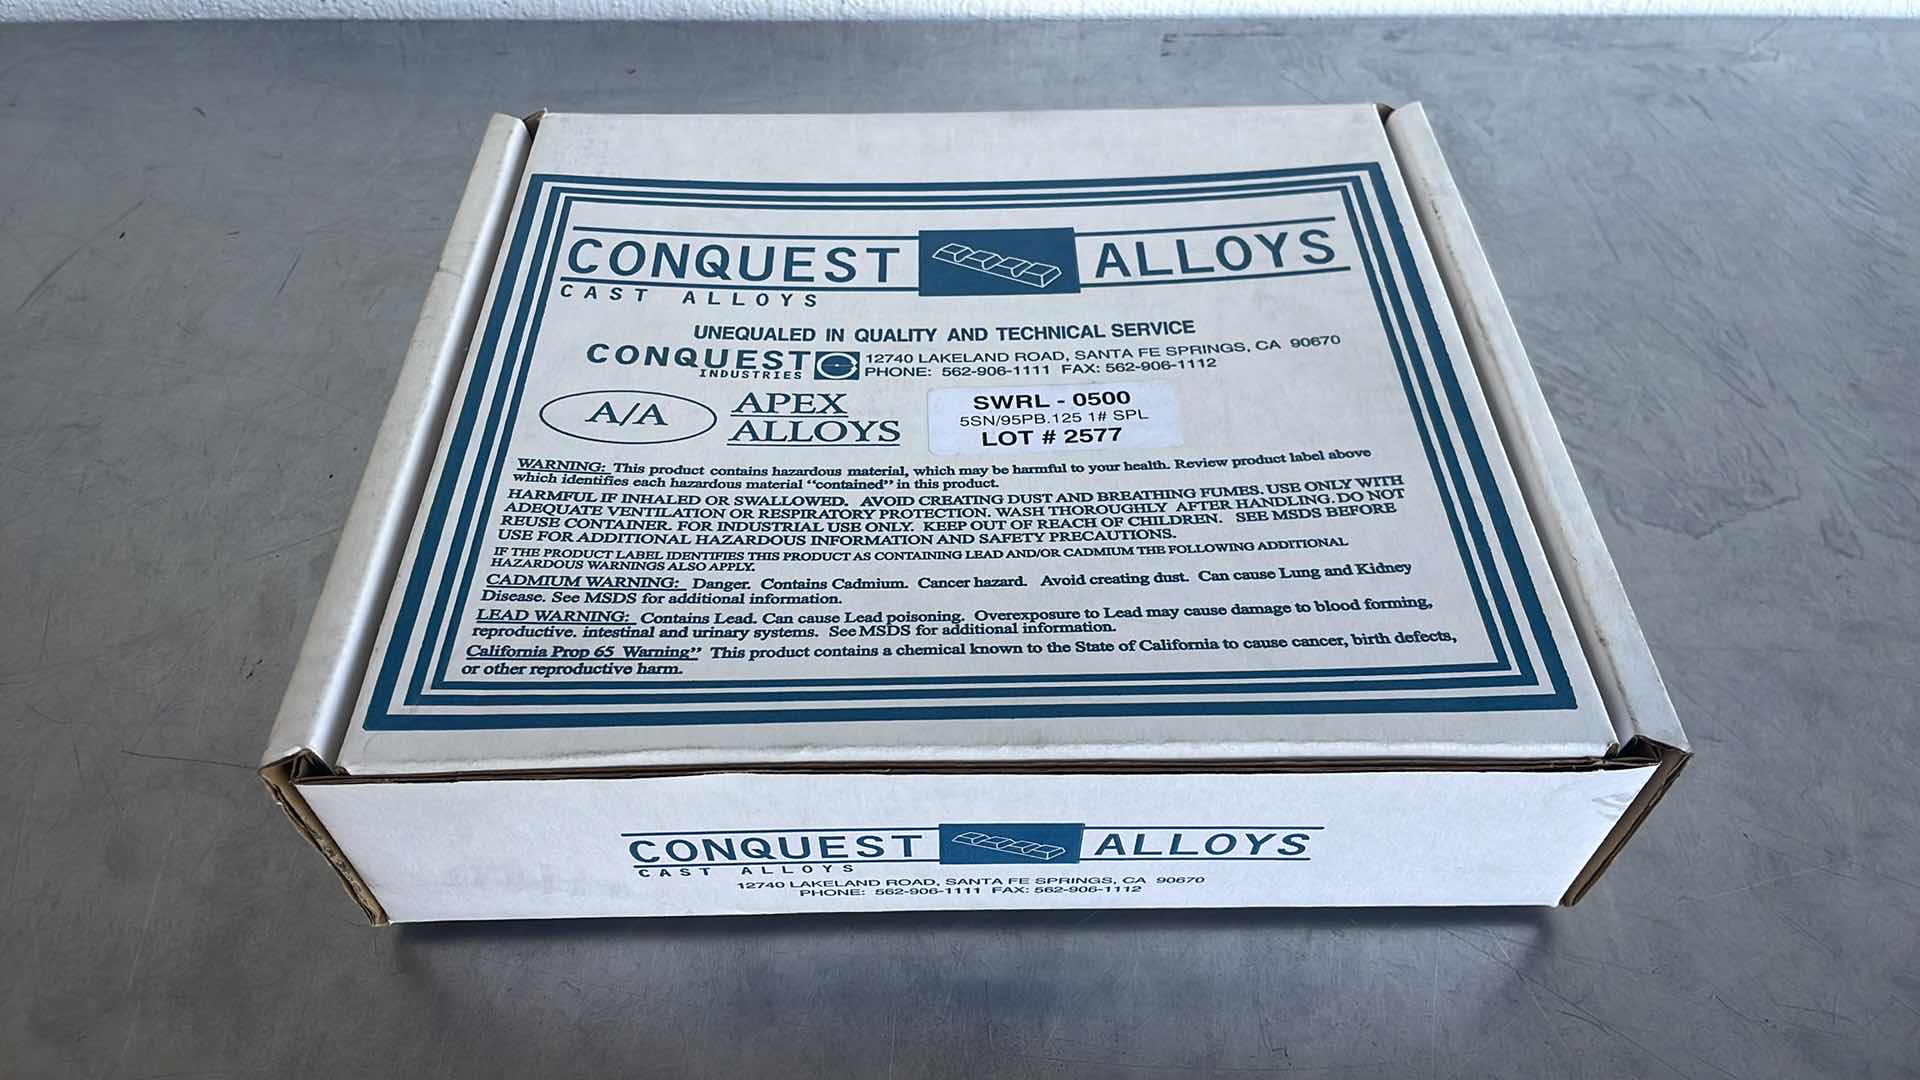 CONQUEST ALLOYS
CAST ALLOYS
UNEQUALED IN QUALITY AND TECHNICAL SERVICE
CONQUEST
INDUSTRIES
12740 LAKELAND ROAD, SANTA FE SPRINGS, CA 90670
PHONE: 562-906-1111 FAX: 562-906-1112
A/A
APEX
ALLOYS
SWRL - 0500
5SN/95PB.125 1# SPL
LOT # 2577
WARNING: This product contains hazardous material, which may be harmful to your health. Review product label above
which identifies each hazardous material "contained" in this product.
HARMFUL IF INHALED OR SWALLOWED. AVOID CREATING DUST AND BREATHING FUMES. USE ONLY WITH
ADEQUATE VENTILATION OR RESPIRATORY PROTECTION. WASH THOROUGHLY AFTER HANDLING. DO NOT
REUSE CONTAINER. FOR INDUSTRIAL USE ONLY. KEEP OUT OF REACH OF CHILDREN. SEE MSDS BEFORE
USE FOR ADDITIONAL HAZARDOUS INFORMATION AND SAFETY PRECAUTIONS.
IF THE PRODUCT LABEL IDENTIFIES THIS PRODUCT AS CONTAINING LEAD AND/OR CADMIUM THE FOLLOWING ADDITIONAL
HAZARDOUS WARNINGS ALSO APPLY.
CADMIUM WARNING: Danger. Contains Cadmium. Cancer hazard. Avoid creating dust. Can cause Lung and Kidney
Disease. See MSDS for additional information.
LEAD WARNING: Contains Lead. Can cause Lead poisoning. Overexposure to Lead may cause damage to blood forming,
reproductive. intestinal and urinary systems. See MSDS for additional information.
California Prop 65 Warning" This product contains a chemical known to the State of California to cause cancer, birth defects,
or other reproductive harm.
CONQUEST ALLOYS
CAST ALLOYS
12740 LAKELAND ROAD, SANTA FE SPRINGS, CA 90670
PHONE: 562-906-1111 FAX: 562-906-1112